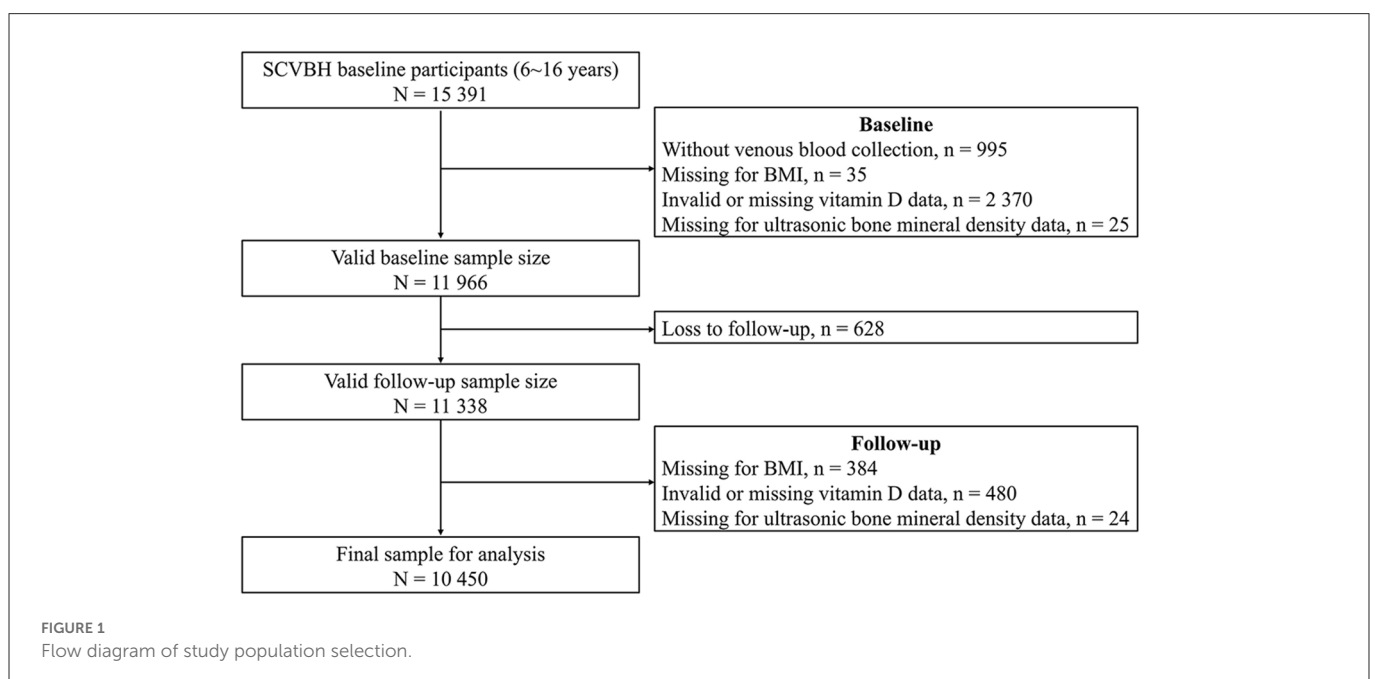 SCVBH baseline participants (6~16 years)
N = 15 391
Baseline
Without venous blood collection, n = 995
Missing for BMI, n = 35
Invalid or missing vitamin D data, n = 2 370
Missing for ultrasonic bone mineral density data, n = 25
Valid baseline sample size
N = 11 966
Loss to follow-up, n = 628
Valid follow-up sample size
N = 11 338
Follow-up
Missing for BMI, n = 384
Invalid or missing vitamin D data, n = 480
Missing for ultrasonic bone mineral density data, n = 24
Final sample for analysis
N = 10 450
FIGURE 1
Flow diagram of study population selection.